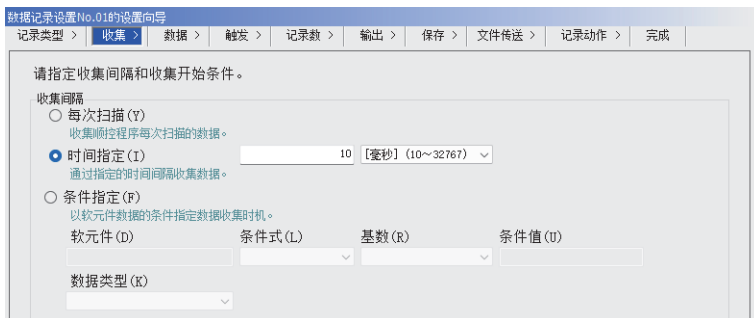 数据记录设置No.01的设置向导
记录类型 > 收集 > 数据 > 触发 > 记录数 > 输出 > 保存 > 文件传送 > 记录动作 > 完成
请指定收集间隔和收集开始条件。
收集间隔
每次扫描(Y)
收集顺控程序每次扫描的数据。
时间指定(I) 10 [毫秒] (10～32767)
通过指定的时间间隔收集数据。
条件指定(F)
以软元件数据的条件指定数据收集时机。
软元件(D) 条件式(L) 基数(R) 条件值(U)
数据类型(K)